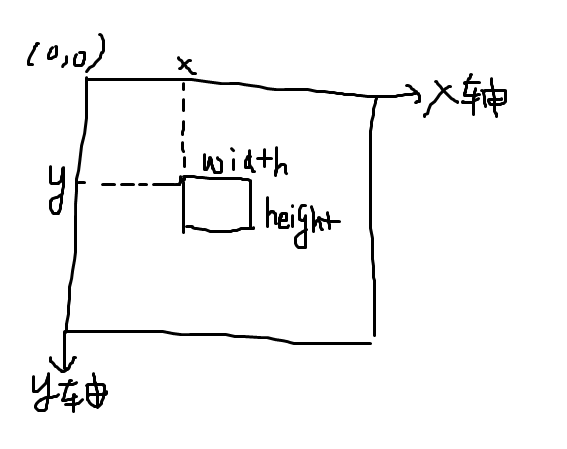 (0,0)
x
X轴
width
y
height
y轴